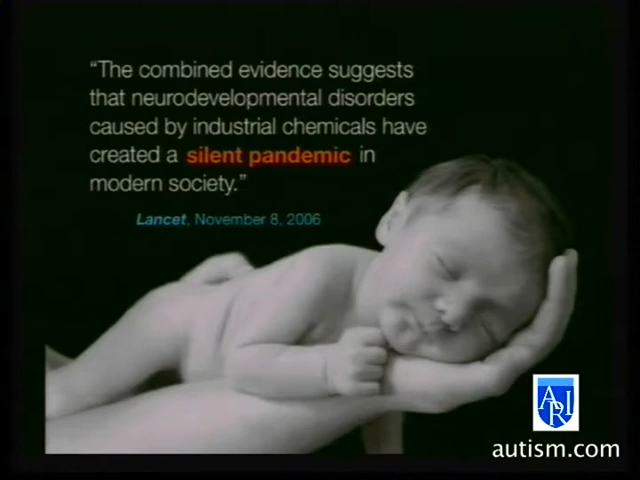 “The combined evidence suggests
that neurodevelopmental disorders
caused by industrial chemicals have
created a silent pandemic in
modern society.”
Lancet, November 8, 2006
ARI
autism.com